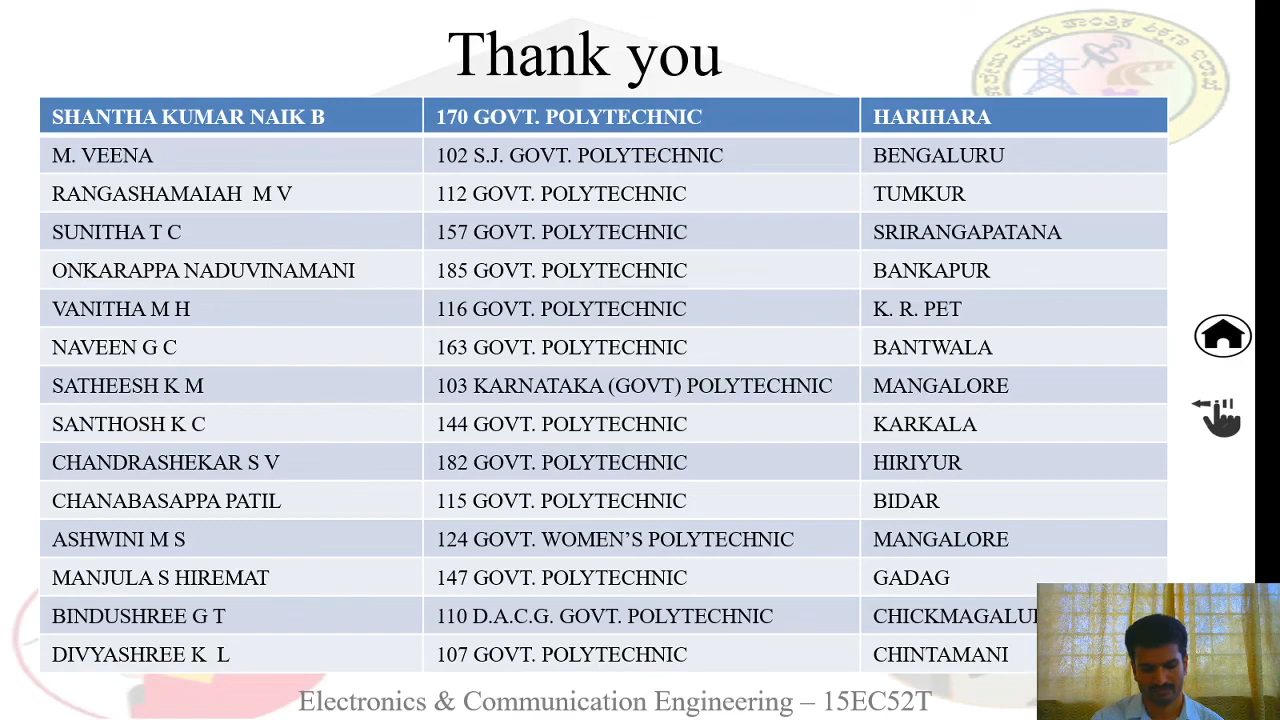 Thank you
SHANTHA KUMAR NAIK B 170 GOVT. POLYTECHNIC HARIHARA
M. VEENA 102 S.J. GOVT. POLYTECHNIC BENGALURU
RANGASHAMAIAH M V 112 GOVT. POLYTECHNIC TUMKUR
SUNITHA T C 157 GOVT. POLYTECHNIC SRIRANGAPATANA
ONKARAPPA NADUVINAMANI 185 GOVT. POLYTECHNIC BANKAPUR
VANITHA M H 116 GOVT. POLYTECHNIC K. R. PET
NAVEEN G C 163 GOVT. POLYTECHNIC BANTWALA
SATHEESH K M 103 KARNATAKA (GOVT) POLYTECHNIC MANGALORE
SANTHOSH K C 144 GOVT. POLYTECHNIC KARKALA
CHANDRASHEKAR S V 182 GOVT. POLYTECHNIC HIRIYUR
CHANABASAPPA PATIL 115 GOVT. POLYTECHNIC BIDAR
ASHWINI M S 124 GOVT. WOMEN’S POLYTECHNIC MANGALORE
MANJULA S HIREMAT 147 GOVT. POLYTECHNIC GADAG
BINDUSHREE G T 110 D.A.C.G. GOVT. POLYTECHNIC
DIVYASHREE K L 107 GOVT. POLYTECHNIC CHINTAMANI
Electronics & Communication Engineering – 15EC52T